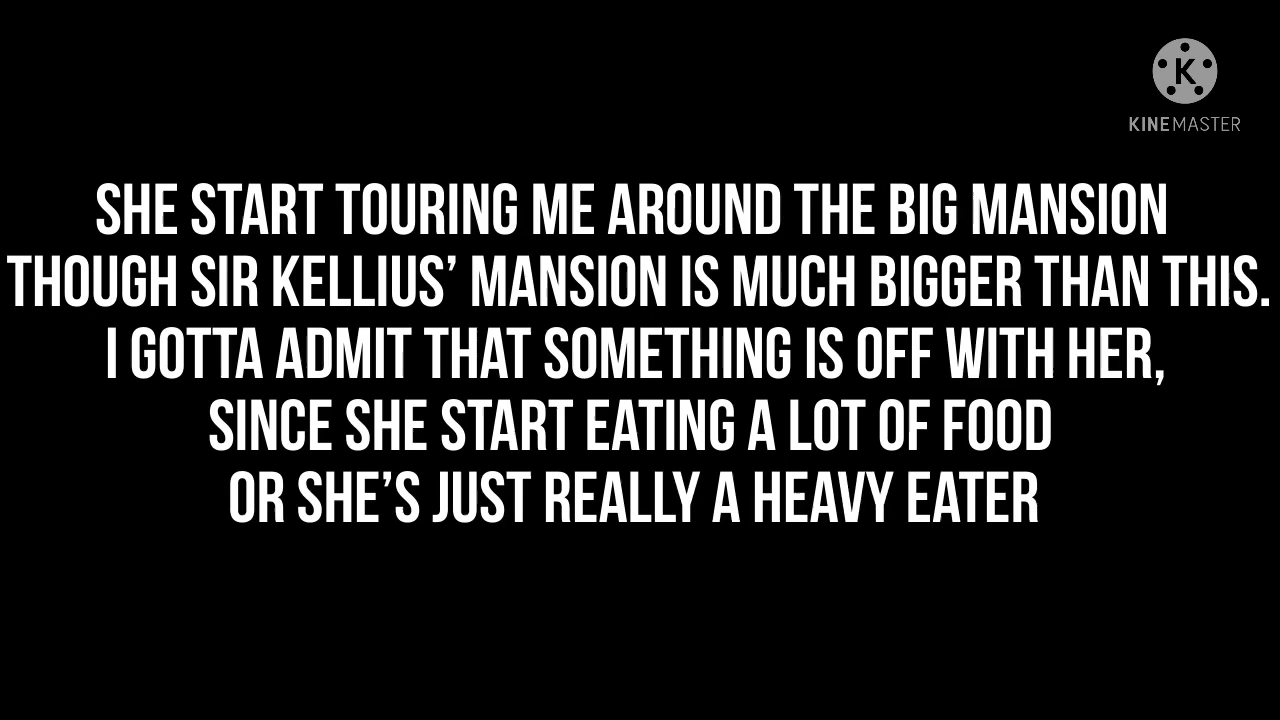 K
KINEMASTER
SHE START TOURING ME AROUND THE BIG MANSION
THOUGH SIR KELLIUS’ MANSION IS MUCH BIGGER THAN THIS.
I GOTTA ADMIT THAT SOMETHING IS OFF WITH HER,
SINCE SHE START EATING A LOT OF FOOD
OR SHE’S JUST REALLY A HEAVY EATER